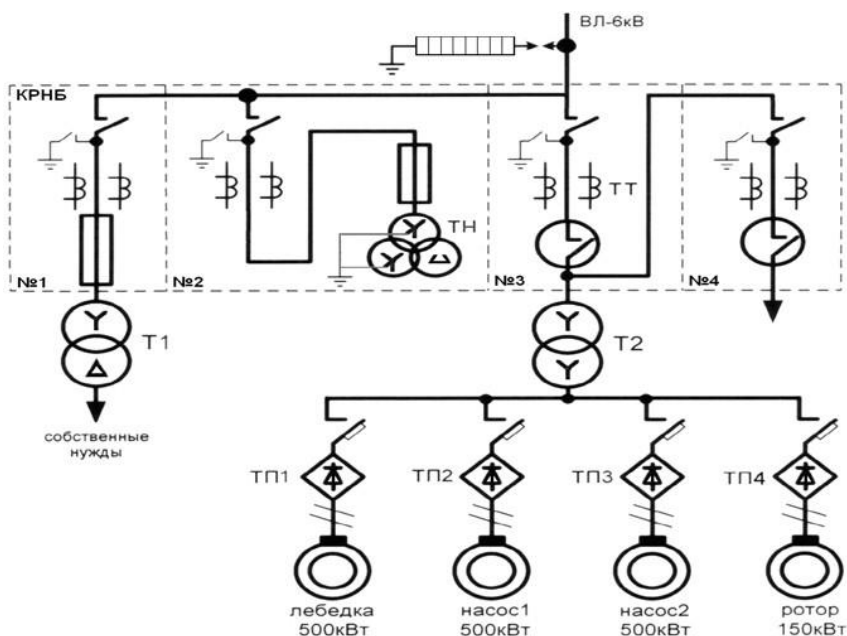 ВЛ-6кВ
КРНБ
ТТ
ТН
№1
№2
№3
№4
Т1
Т2
собственные
нужды
ТП1
ТП2
ТП3
ТП4
лебедка
500кВт
насос1
500кВт
насос2
500кВт
ротор
150кВт